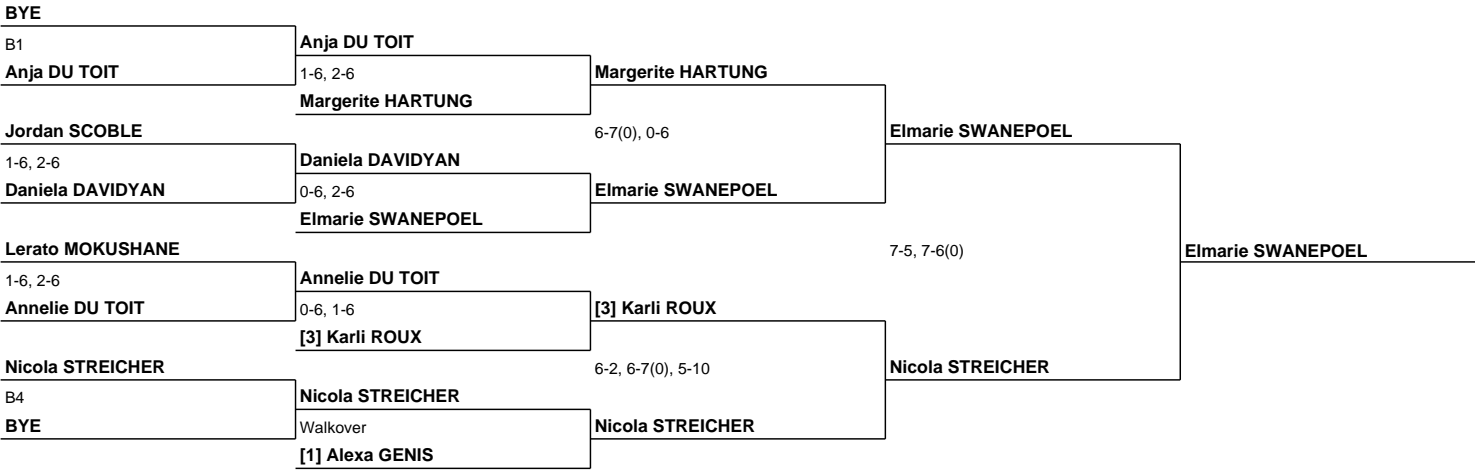 BYE
B1
Anja DU TOIT
Anja DU TOIT
1-6, 2-6
Margerite HARTUNG
Margerite HARTUNG
Jordan SCOBLE
6-7(0), 0-6
Elmarie SWANEPOEL
1-6, 2-6
Daniela DAVIDYAN
Daniela DAVIDYAN
0-6, 2-6
Elmarie SWANEPOEL
Elmarie SWANEPOEL
Lerato MOKUSHANE
7-5, 7-6(0)
Elmarie SWANEPOEL
1-6, 2-6
Annelie DU TOIT
Annelie DU TOIT
0-6, 1-6
[3] Karli ROUX
[3] Karli ROUX
Nicola STREICHER
6-2, 6-7(0), 5-10
Nicola STREICHER
B4
Nicola STREICHER
BYE
Walkover
Nicola STREICHER
[1] Alexa GENIS